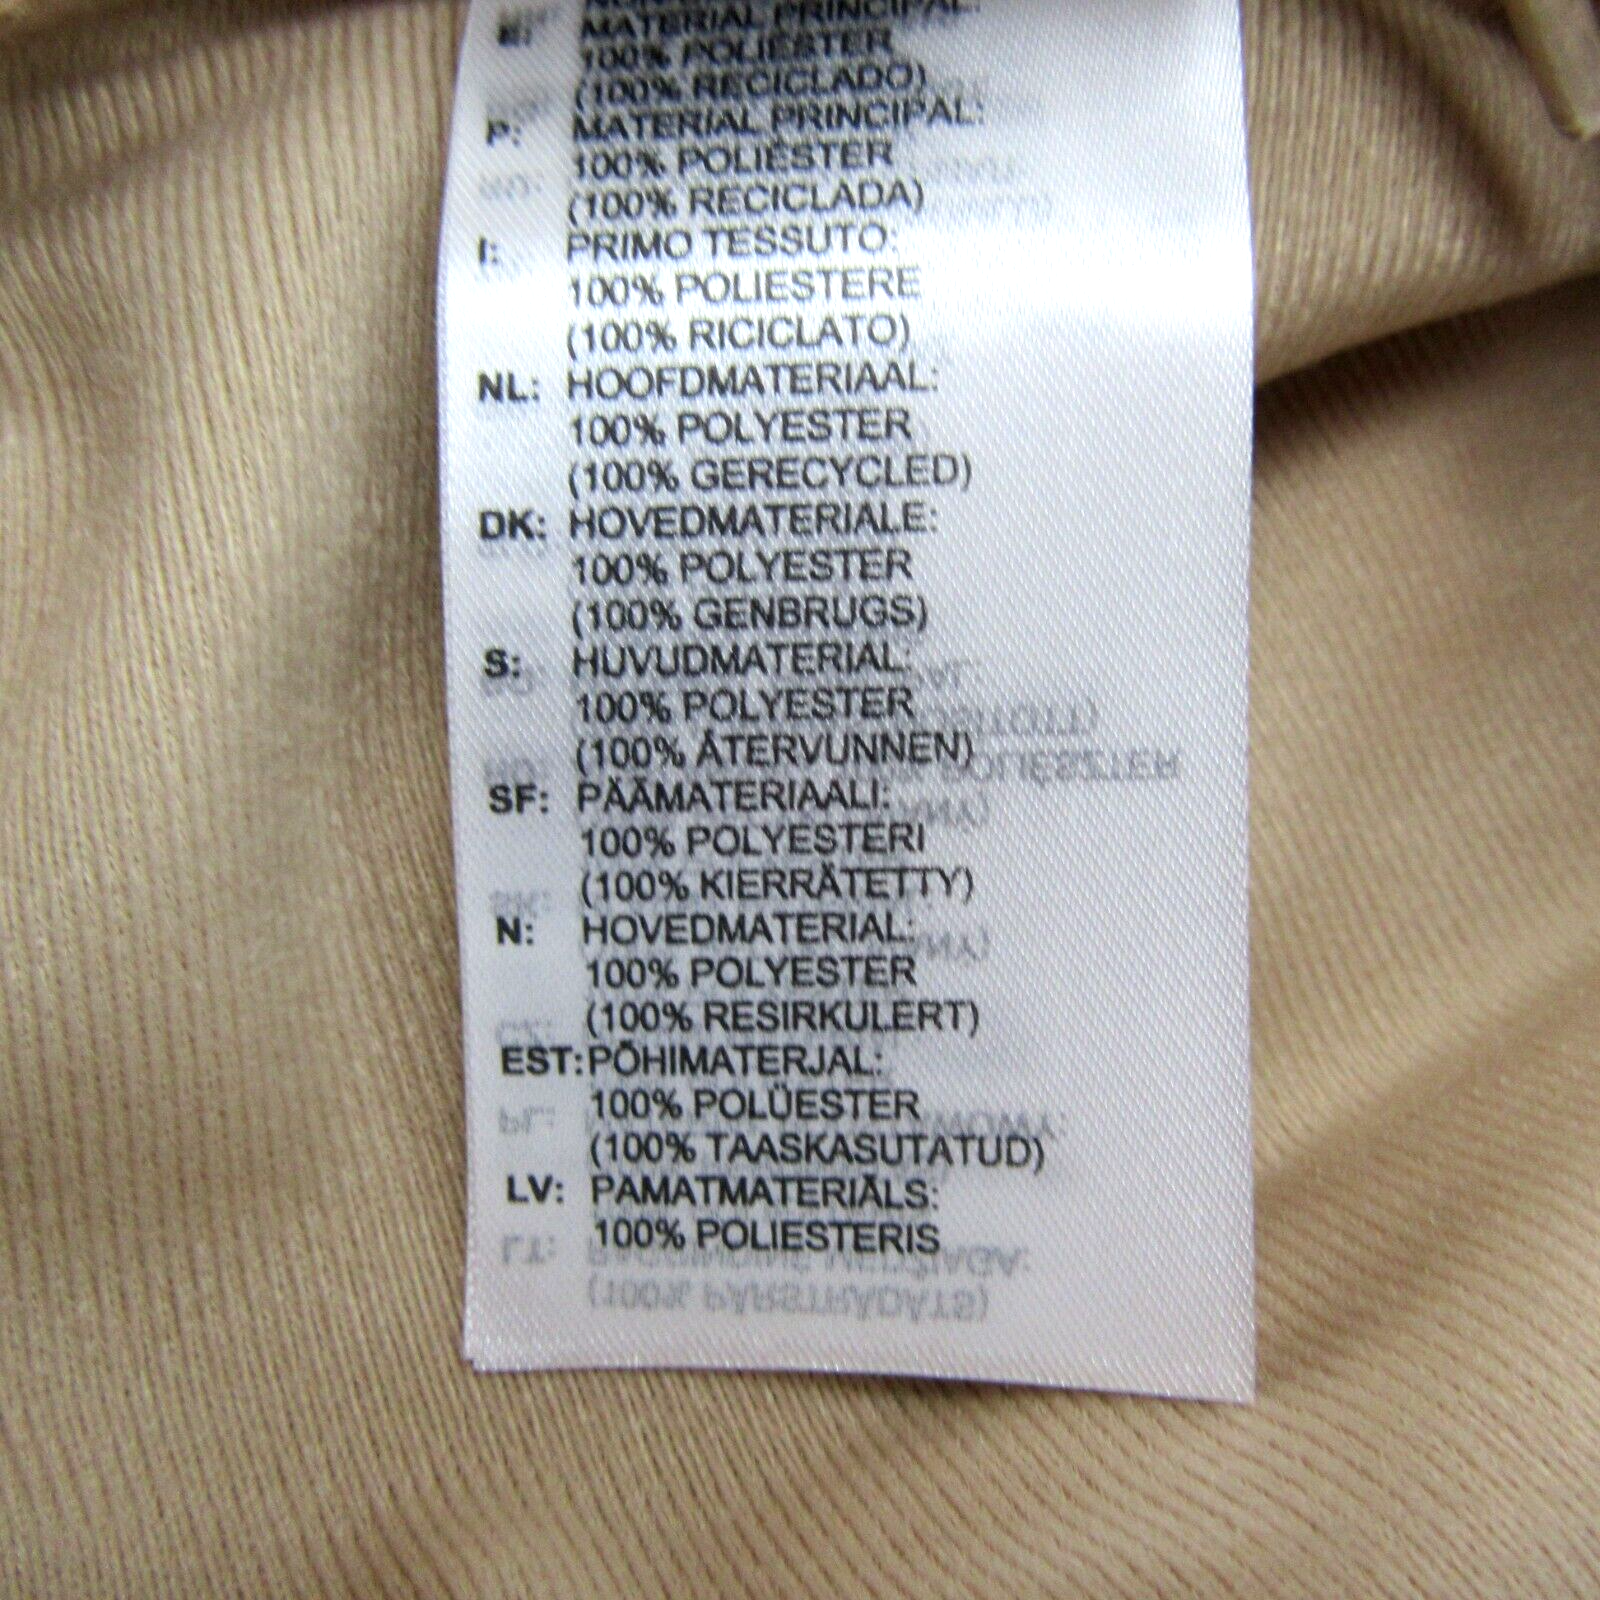 E: MATERIAL PRINCIPAL:
100% POLIÉSTER
(100% RECICLADO)
P: MATERIAL PRINCIPAL:
100% POLIÉSTER
(100% RECICLADA)
I: PRIMO TESSUTO:
100% POLIESTERE
(100% RICICLATO)
NL: HOOFDMATERIAAL:
100% POLYESTER
(100% GERECYCLED)
DK: HOVEDMATERIALE:
100% POLYESTER
(100% GENBRUGS)
S: HUVUDMATERIAL:
100% POLYESTER
(100% ÅTERVUNNEN)
SF: PÄÄMATERIAALI:
100% POLYESTERI
(100% KIERRÄTETTY)
N: HOVEDMATERIAL:
100% POLYESTER
(100% RESIRKULERT)
EST: PÕHIMATERJAL:
100% POLÜESTER
(100% TAASKASUTATUD)
LV: PAMATMATERIĀLS:
100% POLIESTERIS